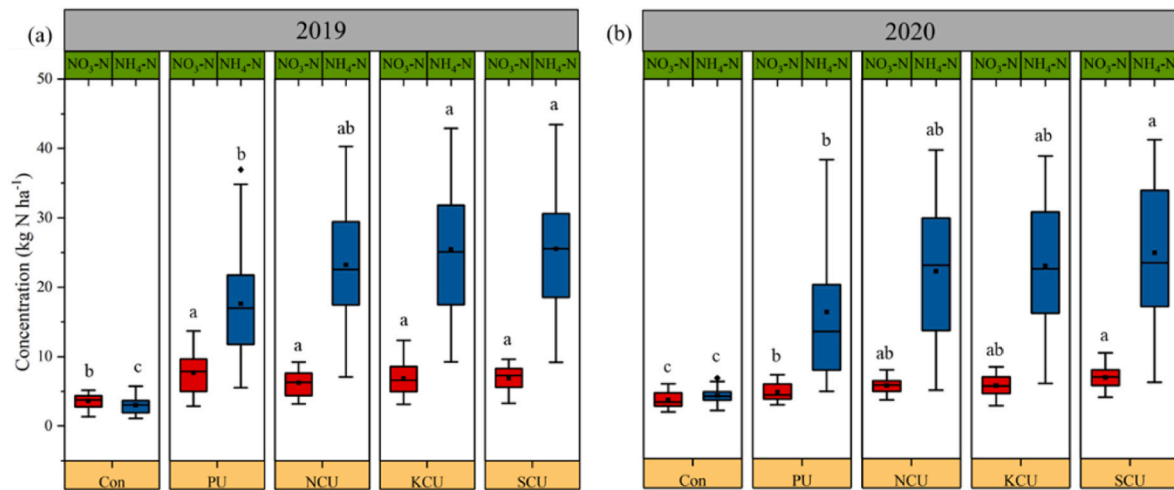 (a) 2019
NO₃-N NH₄-N NO₃-N NH₄-N NO₃-N NH₄-N NO₃-N NH₄-N NO₃-N NH₄-N
Concentration (kg N ha⁻¹)
50
40
30
20
10
0
b c a b a ab a a a a
Con PU NCU KCU SCU
(b) 2020
NO₃-N NH₄-N NO₃-N NH₄-N NO₃-N NH₄-N NO₃-N NH₄-N NO₃-N NH₄-N
c c b b ab ab ab ab a a
Con PU NCU KCU SCU